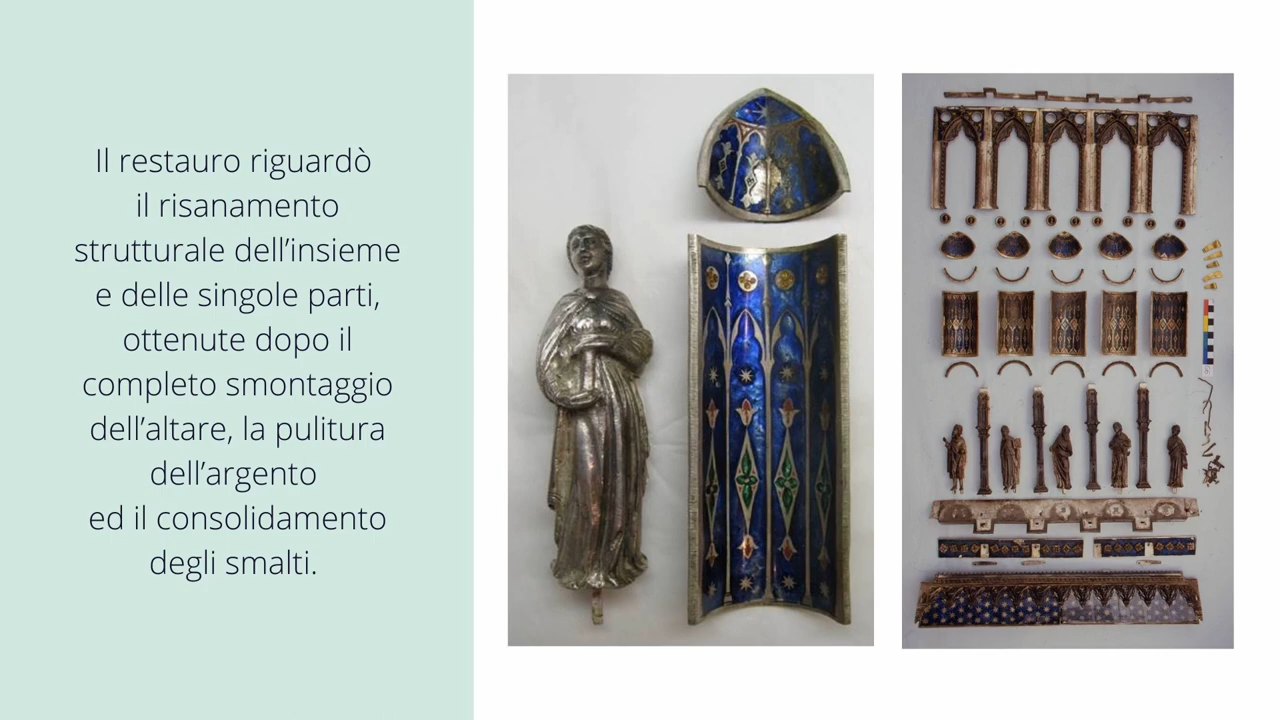 Il restauro riguardò
il risanamento
strutturale dell’insieme
e delle singole parti,
ottenute dopo il
completo smontaggio
dell’altare, la pulitura
dell’argento
ed il consolidamento
degli smalti.